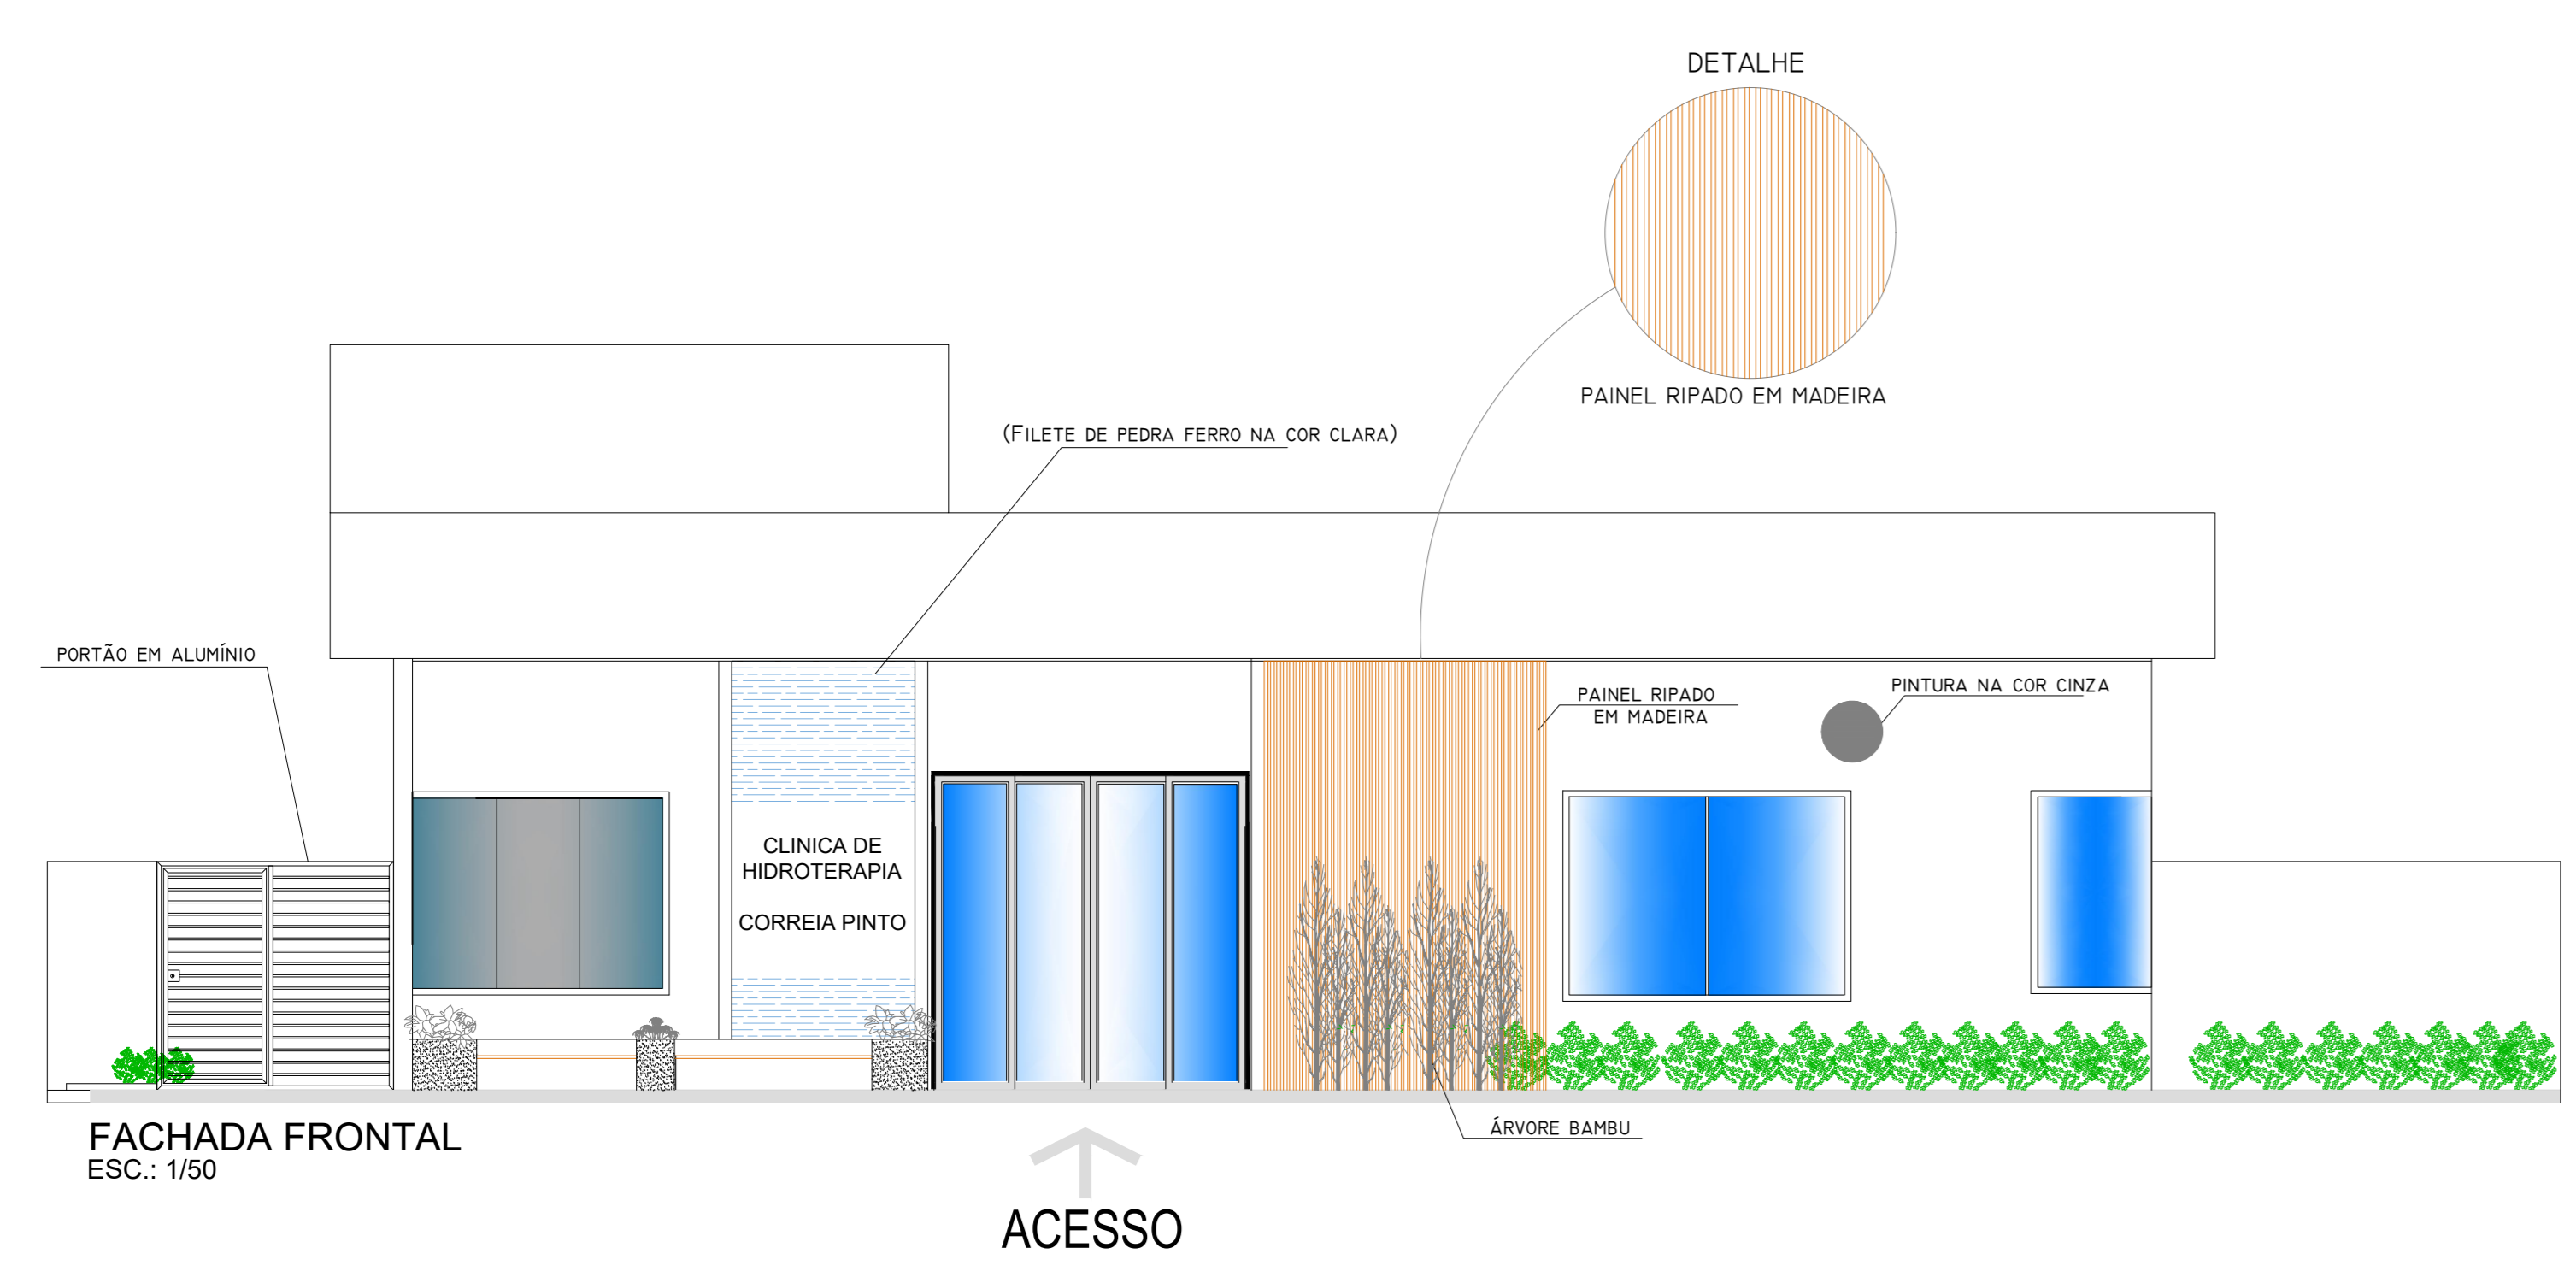 DETALHE
PAINEL RIPADO EM MADEIRA
(FILETE DE PEDRA FERRO NA COR CLARA)
PORTÃO EM ALUMÍNIO
PAINEL RIPADO
EM MADEIRA
PINTURA NA COR CINZA
CLINICA DE
HIDROTERAPIA
CORREIA PINTO
ÁRVORE BAMBU
FACHADA FRONTAL
ESC.: 1/50
ACESSO